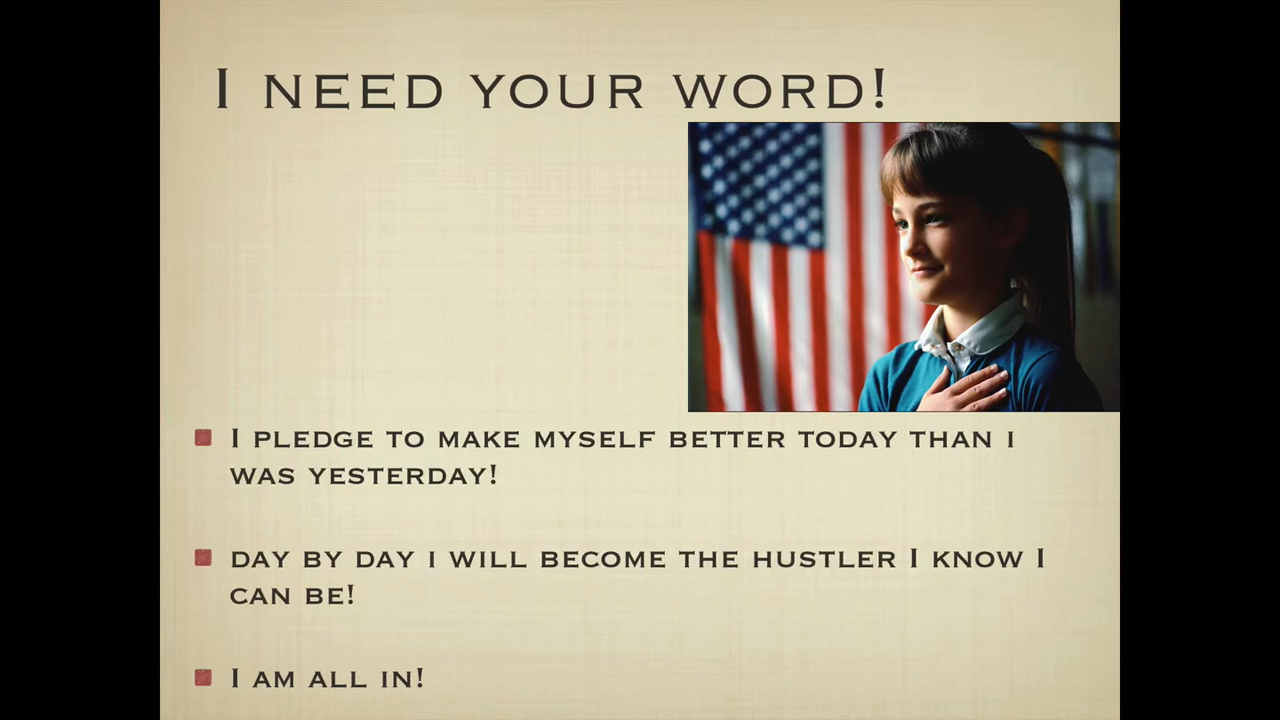 I NEED YOUR WORD!
I PLEDGE TO MAKE MYSELF BETTER TODAY THAN I
WAS YESTERDAY!
DAY BY DAY I WILL BECOME THE HUSTLER I KNOW I
CAN BE!
I AM ALL IN!